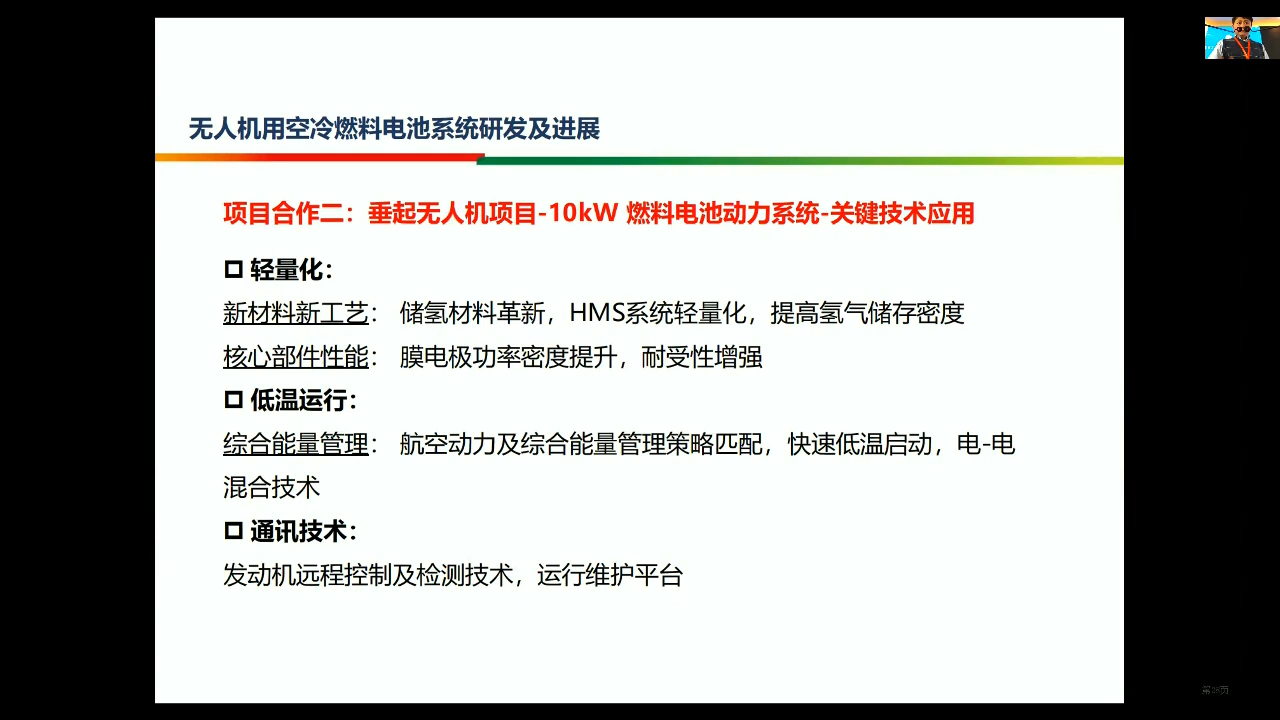 无人机用空冷燃料电池系统研发及进展
项目合作二：垂起无人机项目-10kW 燃料电池动力系统-关键技术应用
轻量化：
新材料新工艺： 储氢材料革新，HMS系统轻量化，提高氢气储存密度
核心部件性能： 膜电极功率密度提升，耐受性增强
低温运行：
综合能量管理： 航空动力及综合能量管理策略匹配，快速低温启动，电-电
混合技术
通讯技术：
发动机远程控制及检测技术，运行维护平台